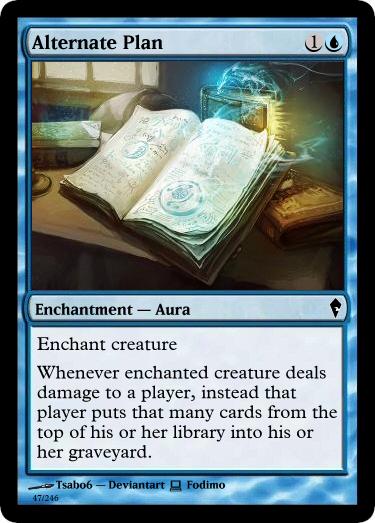 Alternate Plan 1
Enchantment — Aura
Enchant creature
Whenever enchanted creature deals
damage to a player, instead that
player puts that many cards from the
top of his or her library into his or
her graveyard.
Tsabo6 — Deviantart Fodimo
47/246